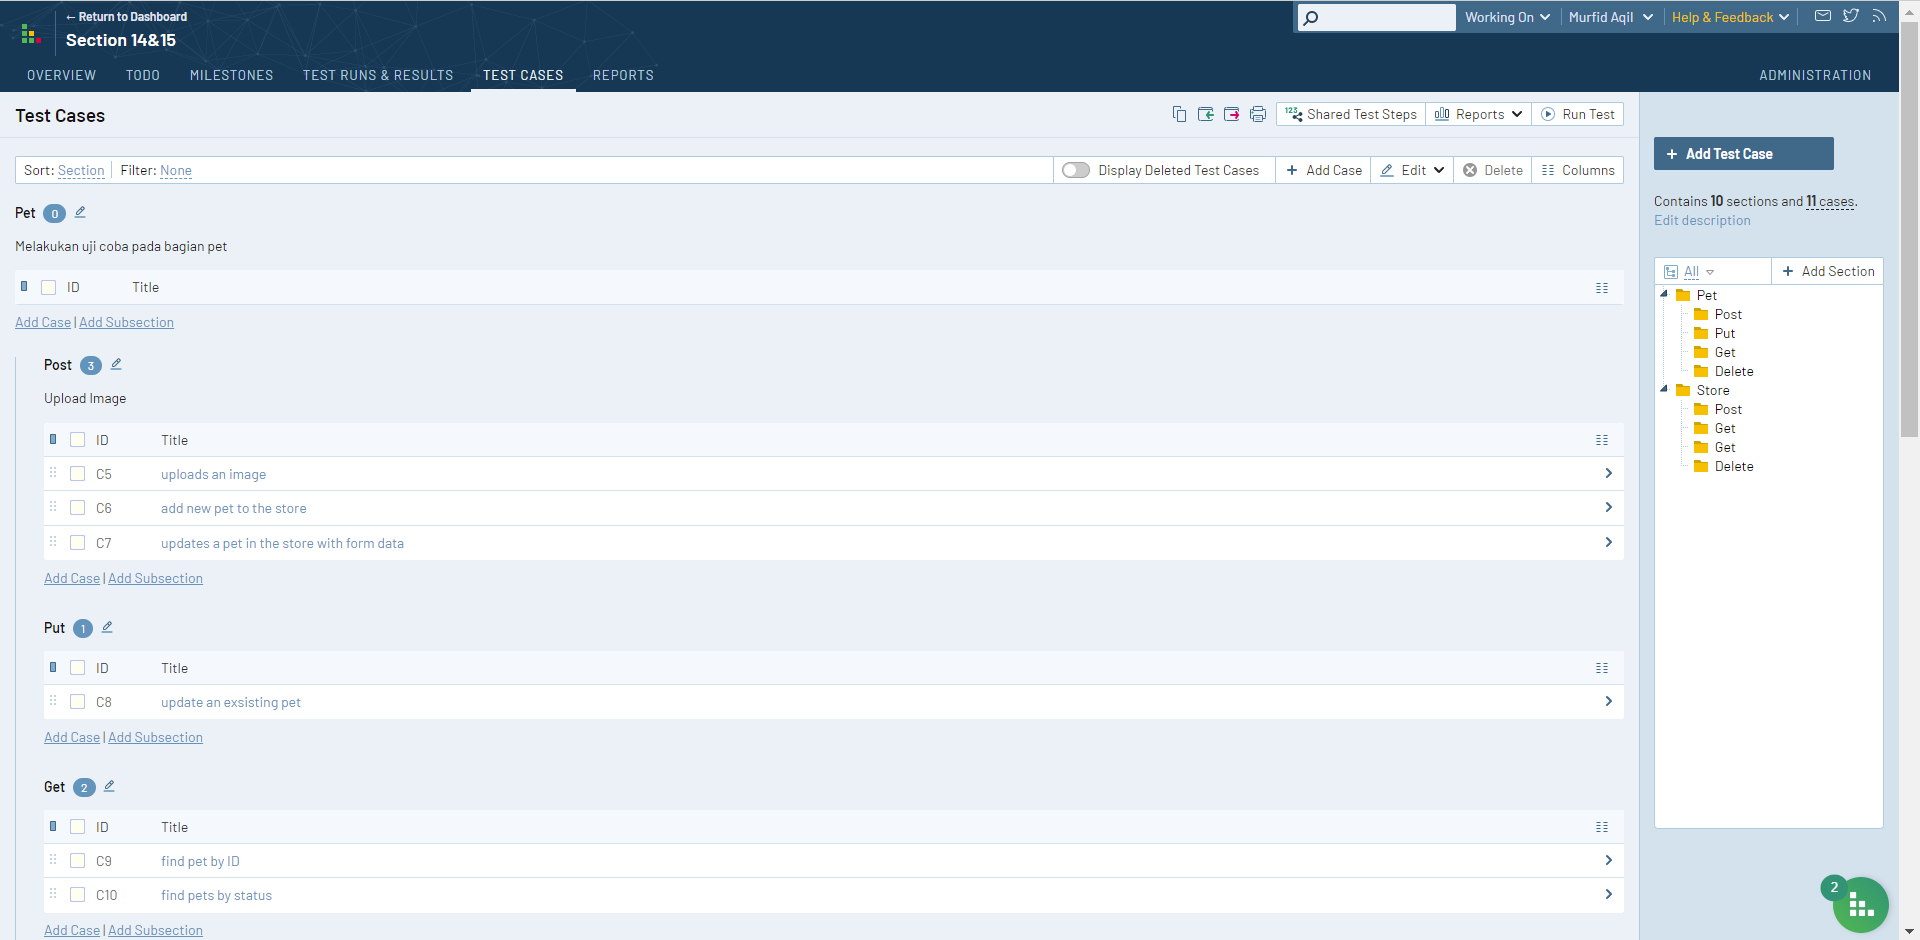 ← Return to Dashboard
Section 14&15
Working On
Murfid Aqil
Help & Feedback
OVERVIEW TODO MILESTONES TEST RUNS & RESULTS TEST CASES REPORTS ADMINISTRATION
Test Cases
Shared Test Steps Reports Run Test
+ Add Test Case
Sort: Section Filter: None
Display Deleted Test Cases + Add Case Edit Delete Columns
Contains 10 sections and 11 cases.
Edit description
Pet 0
Melakukan uji coba pada bagian pet
ID Title
Add Case | Add Subsection
Post 3
Upload Image
ID Title
C5 uploads an image
C6 add new pet to the store
C7 updates a pet in the store with form data
Add Case | Add Subsection
Put 1
ID Title
C8 update an exsisting pet
Add Case | Add Subsection
Get 2
ID Title
C9 find pet by ID
C10 find pets by status
Add Case | Add Subsection
All + Add Section
Pet
Post
Put
Get
Delete
Store
Post
Get
Get
Delete
2